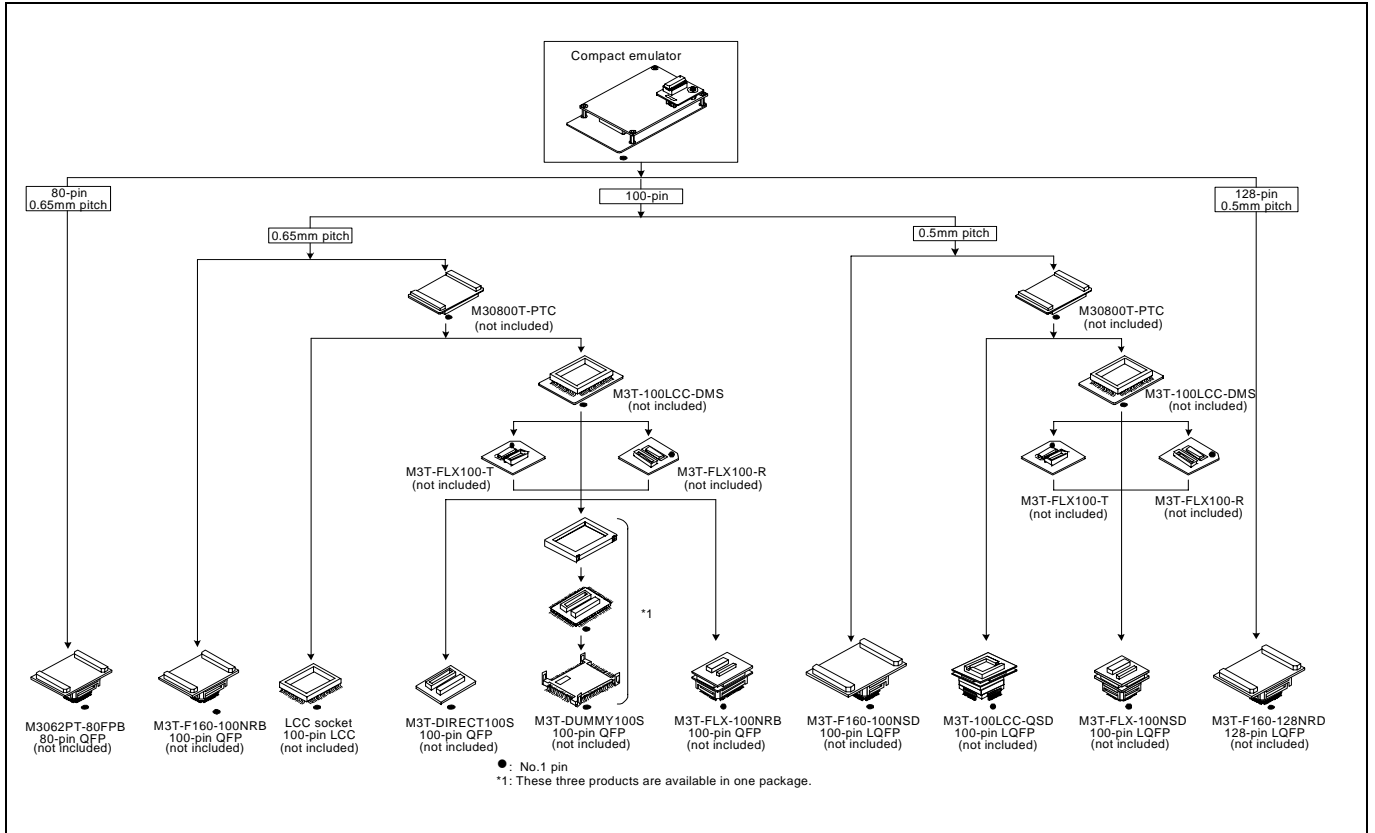 Compact emulator
80-pin
0.65mm pitch
100-pin
128-pin
0.5mm pitch
0.65mm pitch
0.5mm pitch
M30800T-PTC
(not included)
M30800T-PTC
(not included)
M3T-100LCC-DMS
(not included)
M3T-100LCC-DMS
(not included)
M3T-FLX100-T
(not included)
M3T-FLX100-R
(not included)
M3T-FLX100-T
(not included)
M3T-FLX100-R
(not included)
*1
M3062PT-80FPB
80-pin QFP
(not included)
M3T-F160-100NRB
100-pin QFP
(not included)
LCC socket
100-pin LCC
(not included)
M3T-DIRECT100S
100-pin QFP
(not included)
M3T-DUMMY100S
100-pin QFP
(not included)
M3T-FLX-100NRB
100-pin QFP
(not included)
M3T-F160-100NSD
100-pin LQFP
(not included)
M3T-100LCC-QSD
100-pin LQFP
(not included)
M3T-FLX-100NSD
100-pin LQFP
(not included)
M3T-F160-128NRD
128-pin LQFP
(not included)
●: No.1 pin
*1: These three products are available in one package.